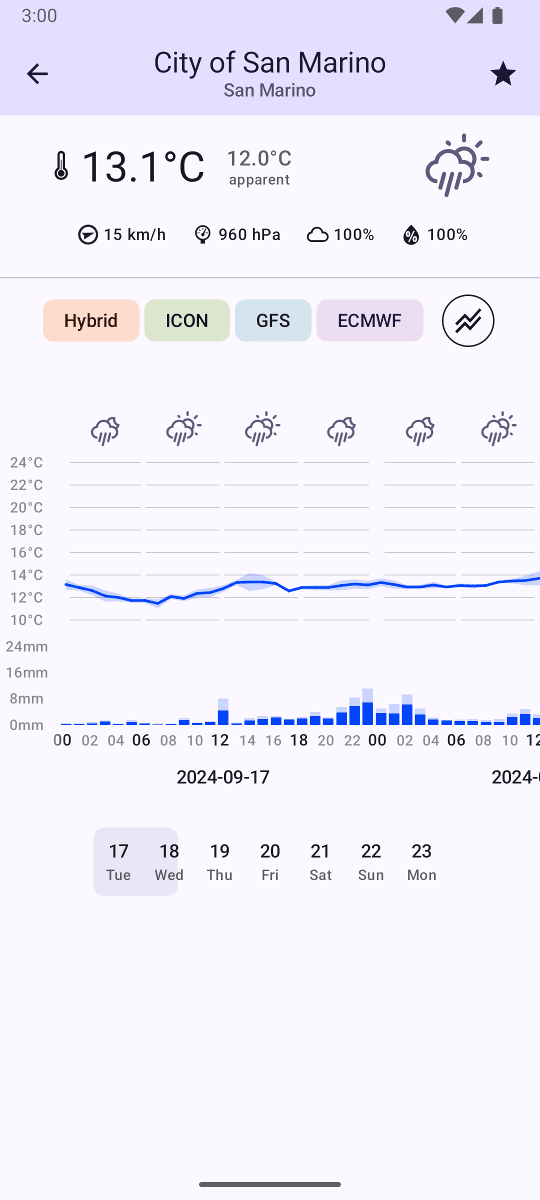 3:00
City of San Marino
San Marino
13.1°C
12.0°C
apparent
15 km/h 960 hPa 100% 100%
Hybrid ICON GFS ECMWF
24°C
22°C
20°C
18°C
16°C
14°C
12°C
10°C
24mm
16mm
8mm
0mm
00 02 04 06 08 10 12 14 16 18 20 22 00 02 04 06 08 10 12
2024-09-17 2024-0
17 18 19 20 21 22 23
Tue Wed Thu Fri Sat Sun Mon